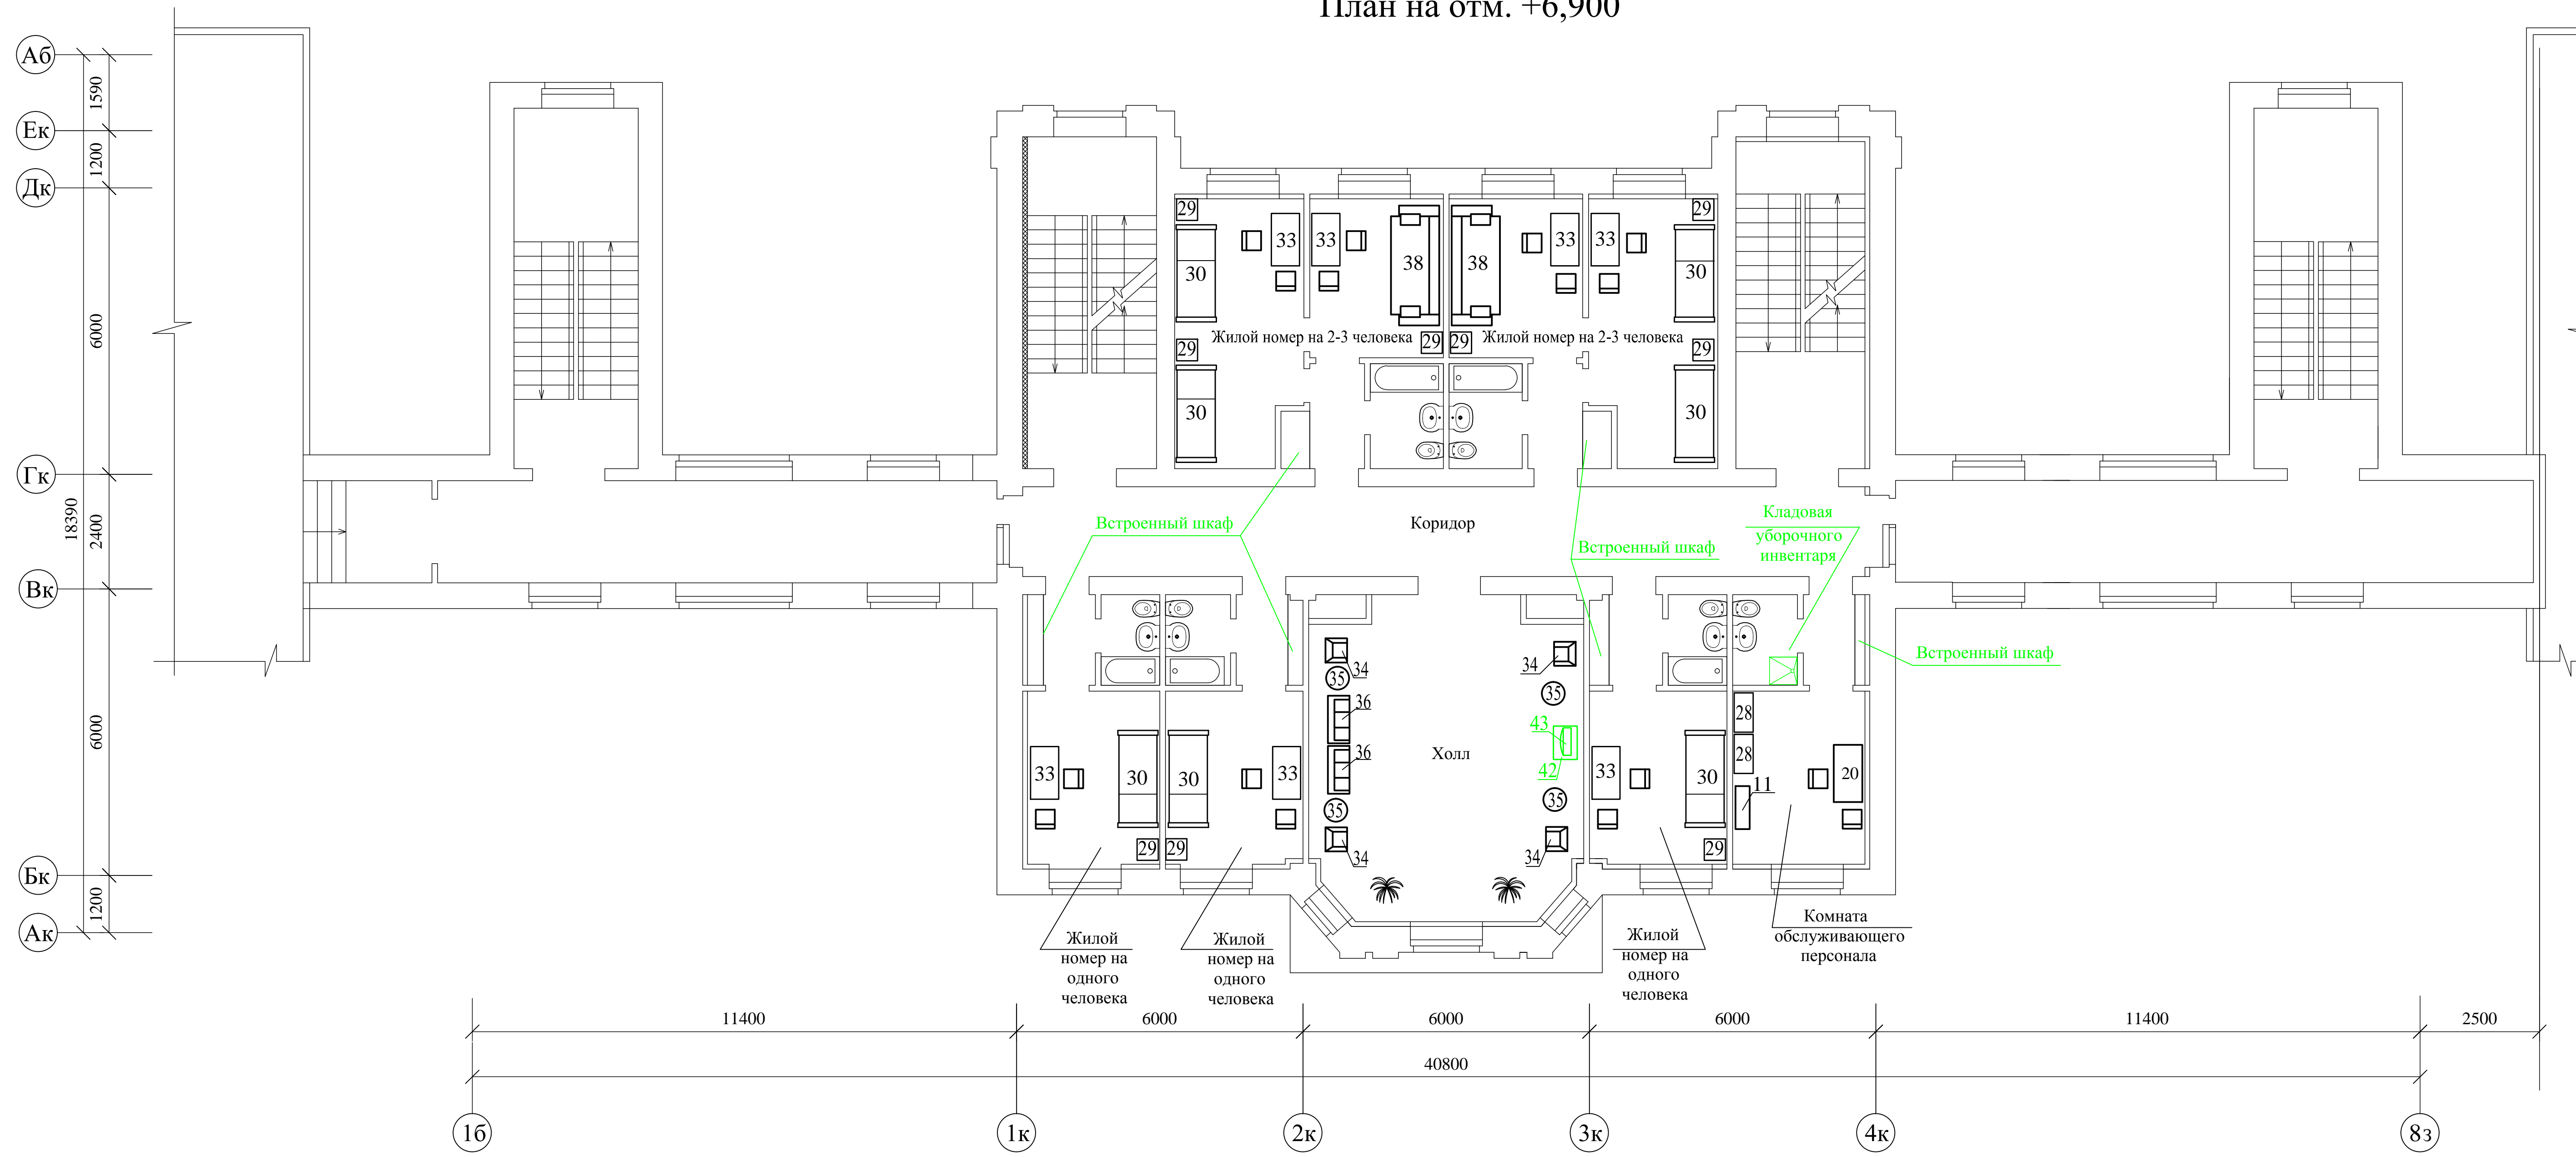 План на отм. +6,900
Аб
Ек
Дк
Гк
Вк
Бк
Ак
1590
1200
6000
18390
2400
6000
1200
29
33
33
33
33
29
30
38
38
30
Жилой номер на 2-3 человека
29
29
Жилой номер на 2-3 человека
29
29
30
30
Встроенный шкаф
Коридор
Встроенный шкаф
Кладовая
уборочного
инвентаря
Встроенный шкаф
34
35
36
36
35
34
34
35
43
42
35
34
Холл
33
30
30
33
33
30
28
28
11
20
29
29
29
Жилой
номер на
одного
человека
Жилой
номер на
одного
человека
Жилой
номер на
одного
человека
Комната
обслуживающего
персонала
11400
6000
6000
6000
11400
2500
40800
1б
1к
2к
3к
4к
8з